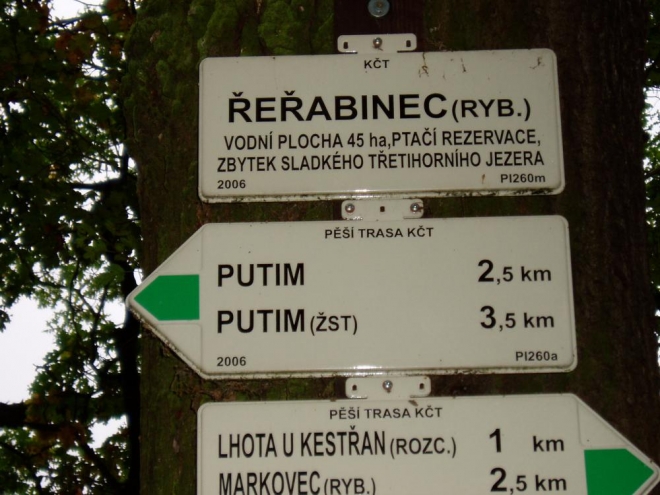 KČT
ŘEŘABINEC (RYB.)
VODNÍ PLOCHA 45 ha, PTAČÍ REZERVACE,
ZBYTEK SLADKÉHO TŘETIHORNÍHO JEZERA
2006 PI260m
PĚŠÍ TRASA KČT
PUTIM 2,5 km
PUTIM (ŽST) 3,5 km
2006 PI260a
PĚŠÍ TRASA KČT
LHOTA U KESTŘAN (ROZC.) 1 km
MARKOVEC (RYB.) 2,5 km